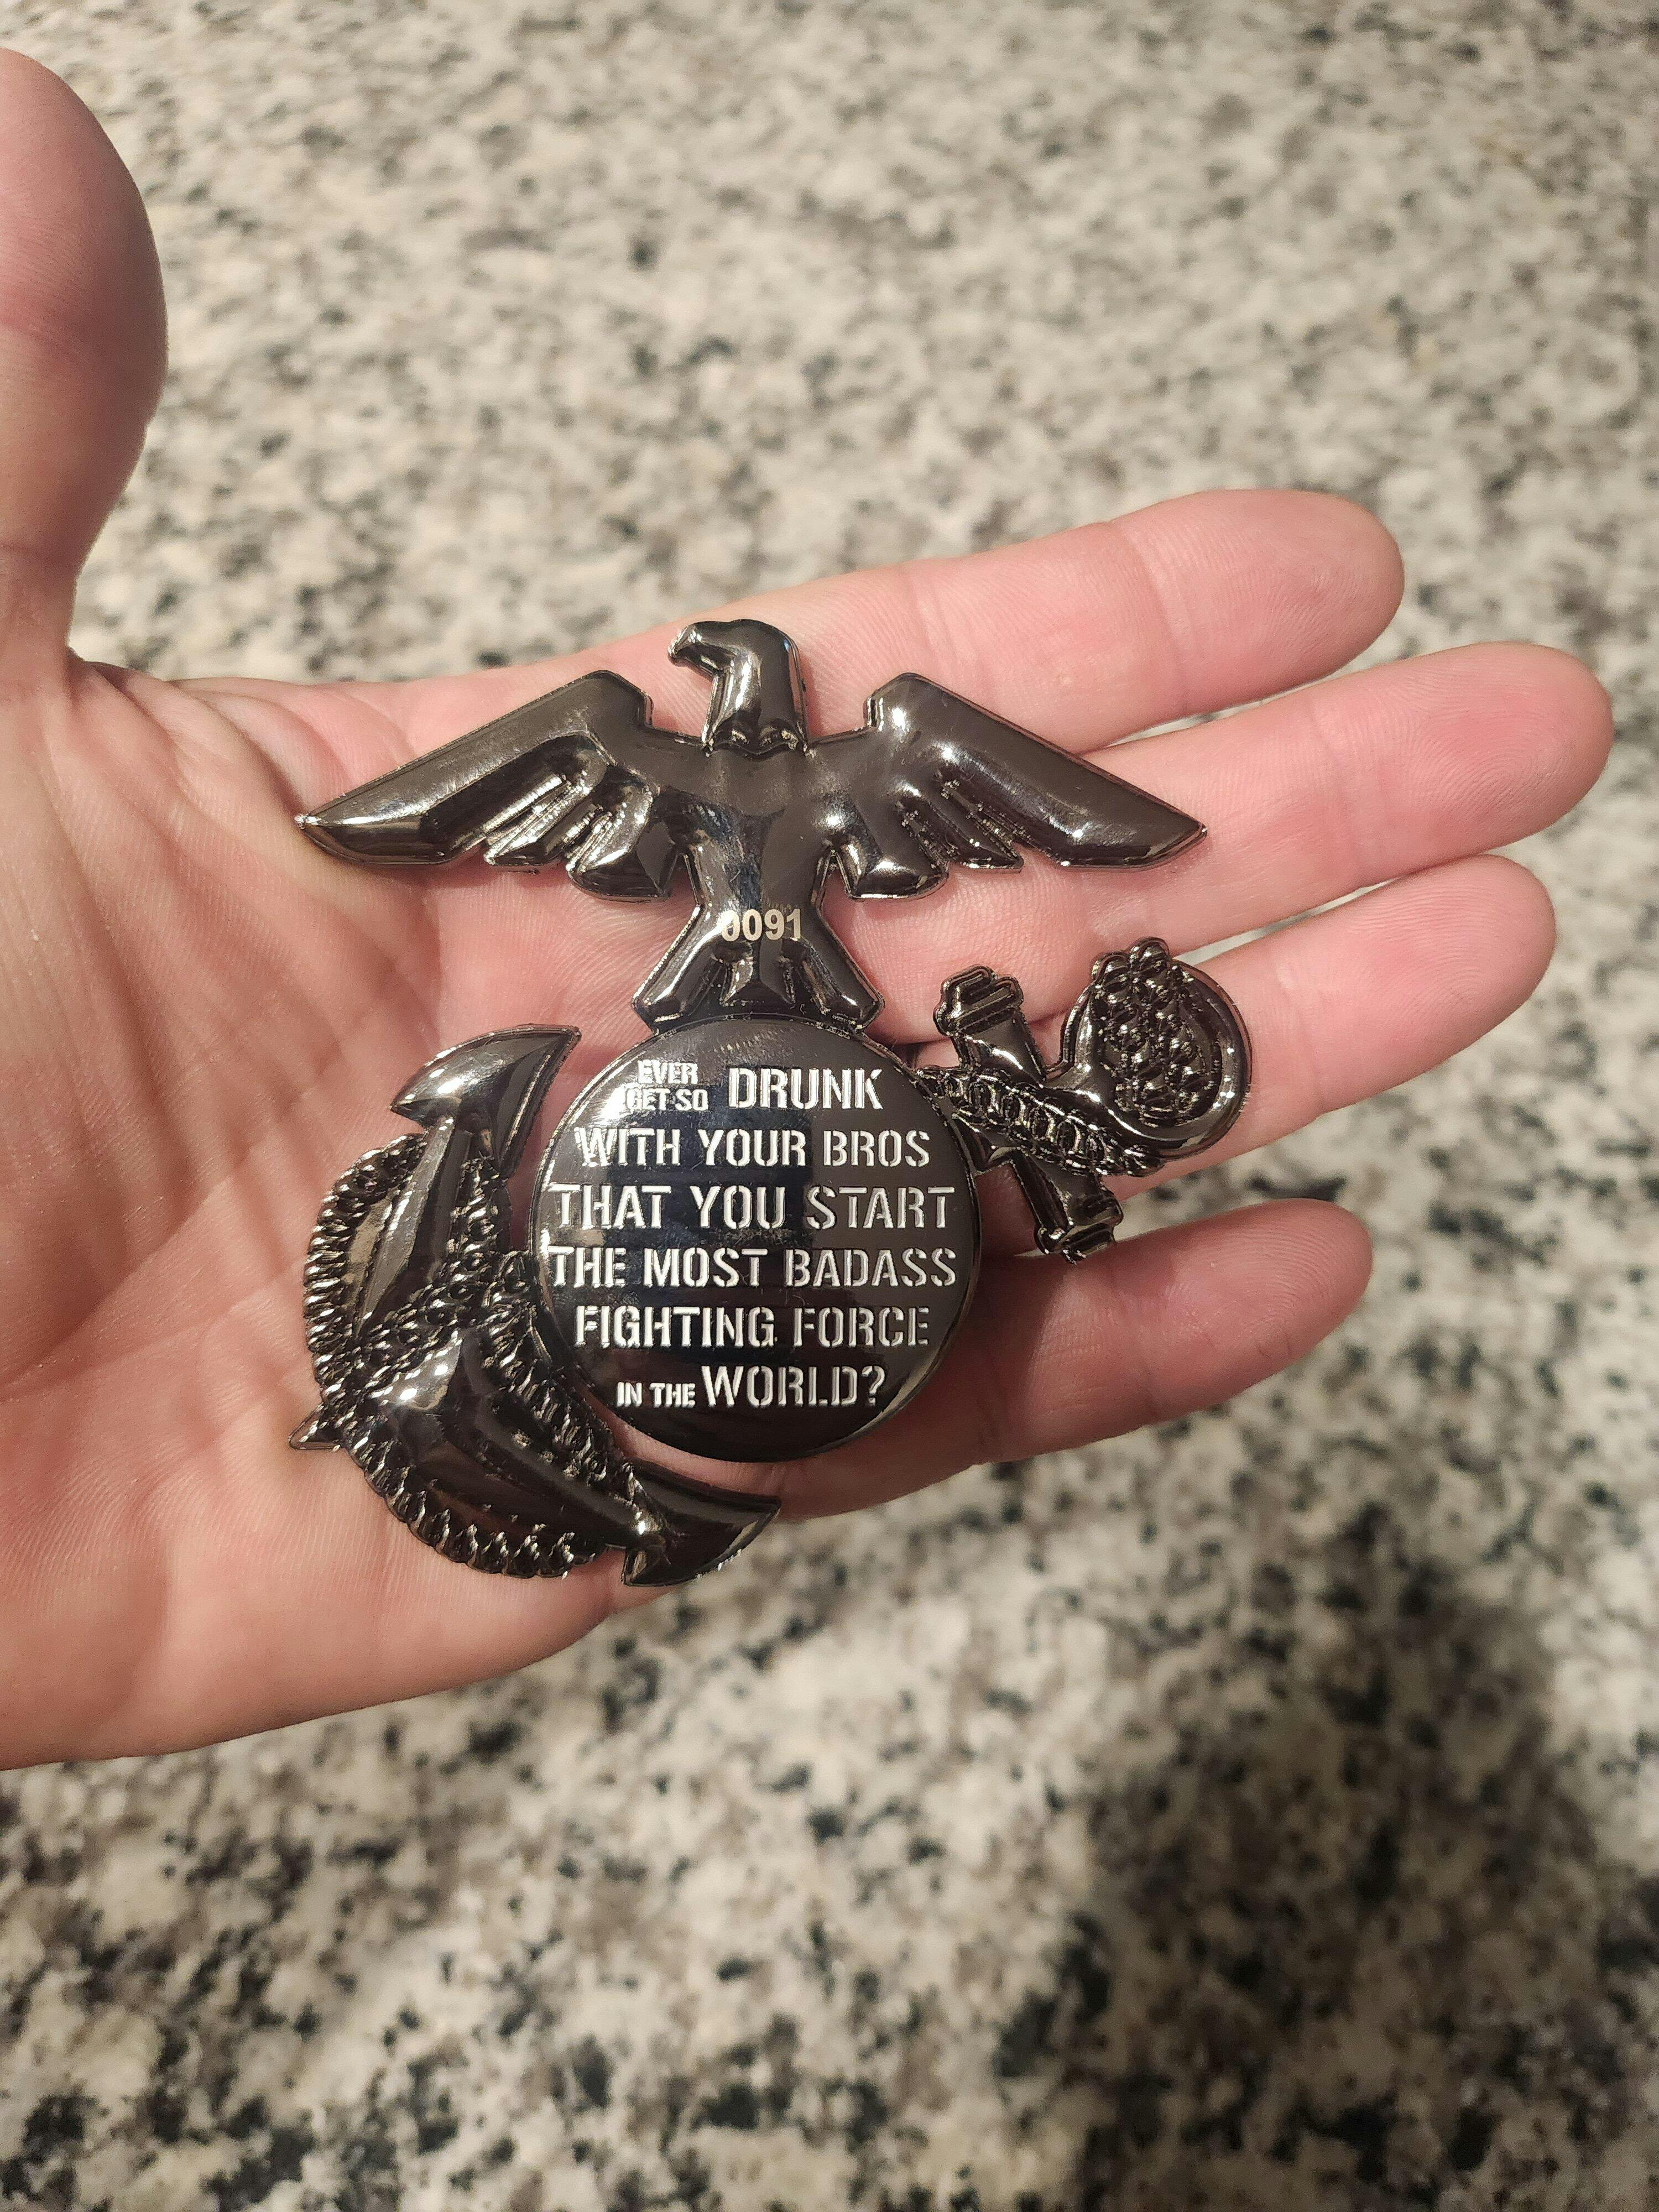 0091
EVER GET SO DRUNK
WITH YOUR BROS
THAT YOU START
THE MOST BADASS
FIGHTING FORCE
IN THE WORLD?